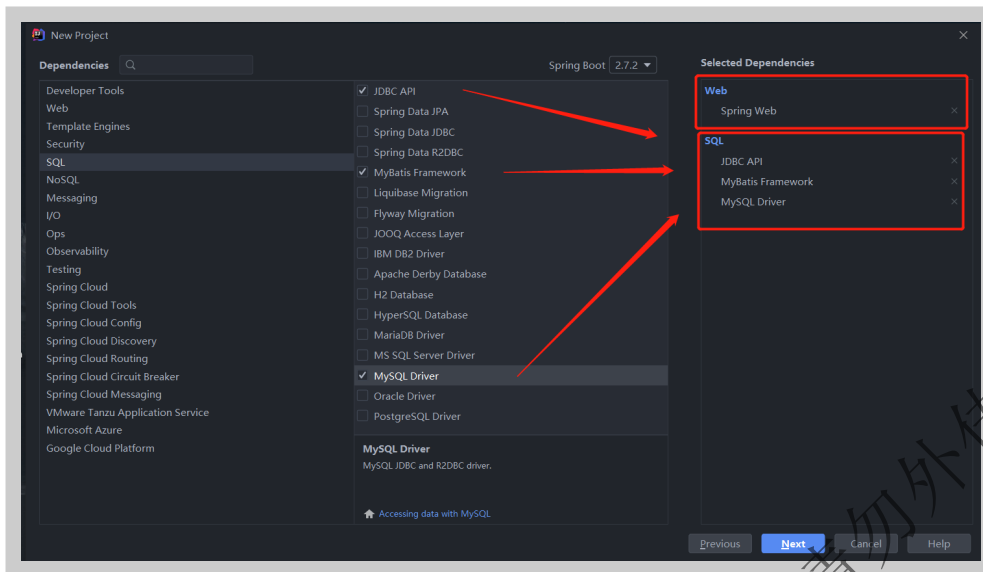 New Project
Dependencies
Spring Boot 2.7.2
Selected Dependencies
Developer Tools
Web
Template Engines
Security
SQL
NoSQL
Messaging
I/O
Ops
Observability
Testing
Spring Cloud
Spring Cloud Tools
Spring Cloud Config
Spring Cloud Discovery
Spring Cloud Routing
Spring Cloud Circuit Breaker
Spring Cloud Messaging
VMware Tanzu Application Service
Microsoft Azure
Google Cloud Platform
JDBC API
Spring Data JPA
Spring Data JDBC
Spring Data R2DBC
MyBatis Framework
Liquibase Migration
Flyway Migration
JOOQ Access Layer
IBM DB2 Driver
Apache Derby Database
H2 Database
HyperSQL Database
MariaDB Driver
MS SQL Server Driver
MySQL Driver
Oracle Driver
PostgreSQL Driver
MySQL Driver
MySQL JDBC and R2DBC driver.
Accessing data with MySQL
Web
Spring Web
SQL
JDBC API
MyBatis Framework
MySQL Driver
Previous
Next
Cancel
Help
请勿外传